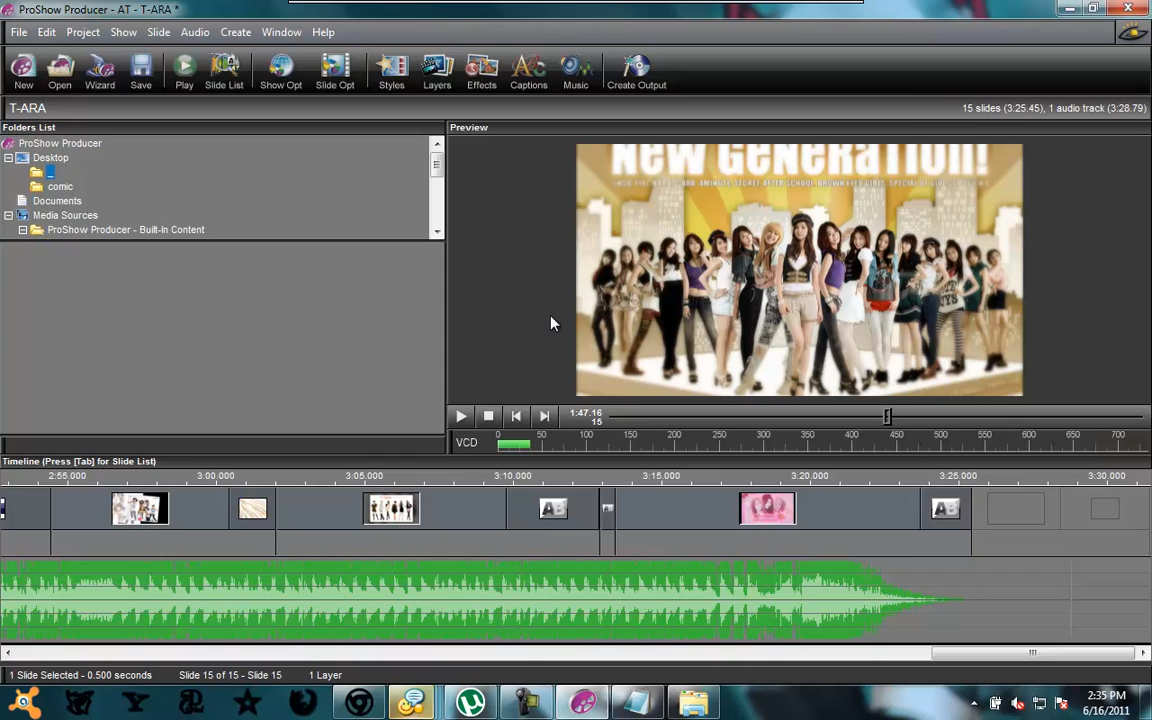 ProShow Producer - AT - T-ARA *
File Edit Project Show Slide Audio Create Window Help
New Open Wizard Save Play Slide List Show Opt Slide Opt Styles Layers Effects Captions Music Create Output
T-ARA
15 slides (3:25.45), 1 audio track (3:28.79)
Folders List
ProShow Producer
Desktop
_
comic
Documents
Media Sources
ProShow Producer - Built-In Content
Preview
New GeneRaTion!
1:47.16
15
VCD
0 50 100 150 200 250 300 350 400 450 500 550 600 650 700
Timeline (Press [Tab] for Slide List)
2:55.000 3:00.000 3:05.000 3:10.000 3:15.000 3:20.000 3:25.000 3:30.000
AB AB
1 Slide Selected - 0.500 seconds
Slide 15 of 15 - Slide 15
1 Layer
2:35 PM
6/16/2011